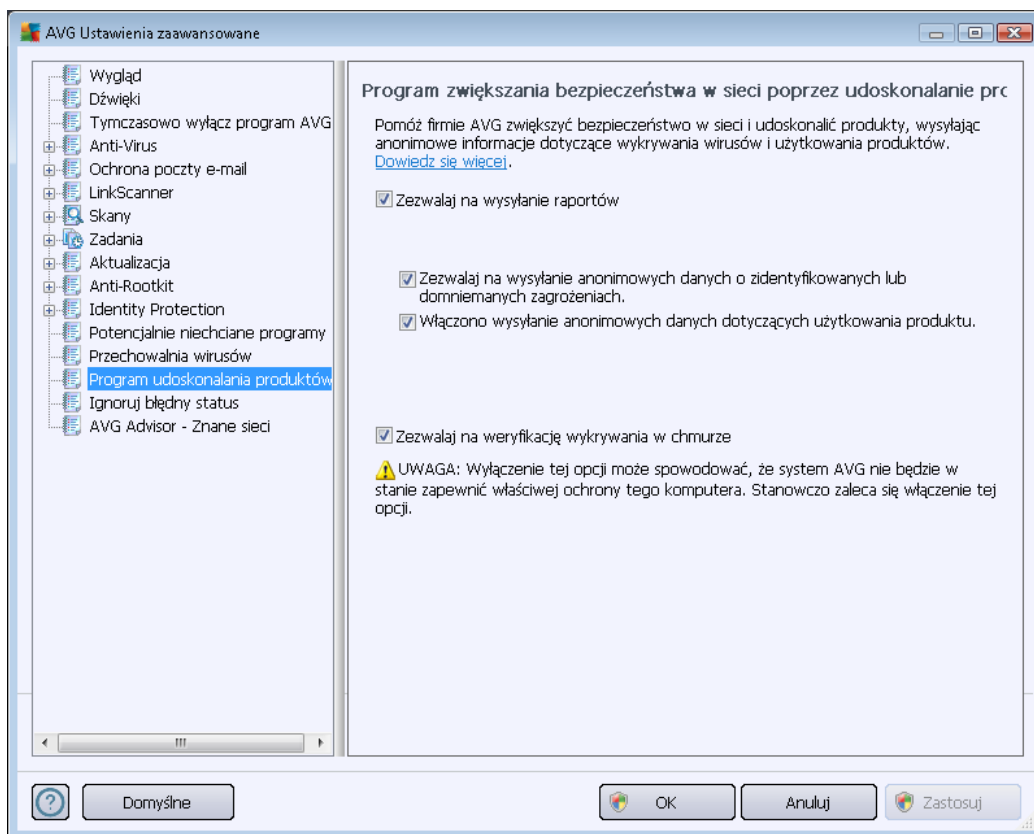 AVG Ustawienia zaawansowane
Wygląd
Dźwięki
Tymczasowo wyłącz program AVG
Anti-Virus
Ochrona poczty e-mail
LinkScanner
Skany
Zadania
Aktualizacja
Anti-Rootkit
Identity Protection
Potencjalnie niechciane programy
Przechowalnia wirusów
Program udoskonalania produktów
Ignoruj błędny status
AVG Advisor - Znane sieci
Program zwiększania bezpieczeństwa w sieci poprzez udoskonalanie prc
Pomóż firmie AVG zwiększyć bezpieczeństwo w sieci i udoskonalić produkty, wysyłając
anonimowe informacje dotyczące wykrywania wirusów i użytkowania produktów.
Dowiedz się więcej.
Zezwalaj na wysyłanie raportów
Zezwalaj na wysyłanie anonimowych danych o zidentyfikowanych lub
domniemanych zagrożeniach.
Włączono wysyłanie anonimowych danych dotyczących użytkowania produktu.
Zezwalaj na weryfikację wykrywania w chmurze
UWAGA: Wyłączenie tej opcji może spowodować, że system AVG nie będzie w
stanie zapewnić właściwej ochrony tego komputera. Stanowczo zaleca się włączenie tej
opcji.
Domyślne
OK
Anuluj
Zastosuj